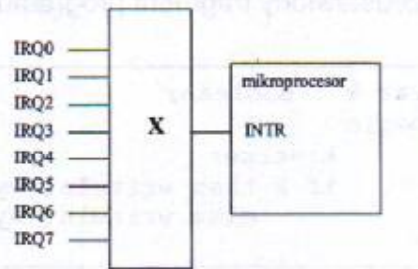 IRQ0
IRQ1
IRQ2
IRQ3
IRQ4
IRQ5
IRQ6
IRQ7
X
mikroprocesor
INTR